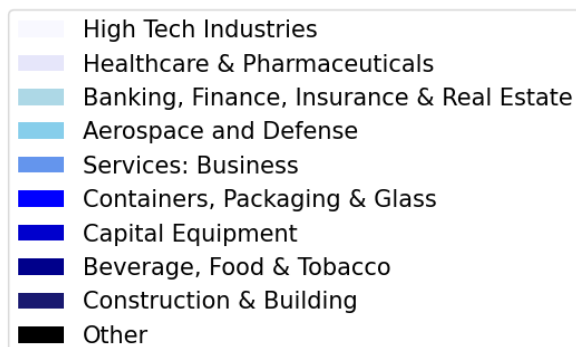 High Tech Industries
Healthcare & Pharmaceuticals
Banking, Finance, Insurance & Real Estate
Aerospace and Defense
Services: Business
Containers, Packaging & Glass
Capital Equipment
Beverage, Food & Tobacco
Construction & Building
Other